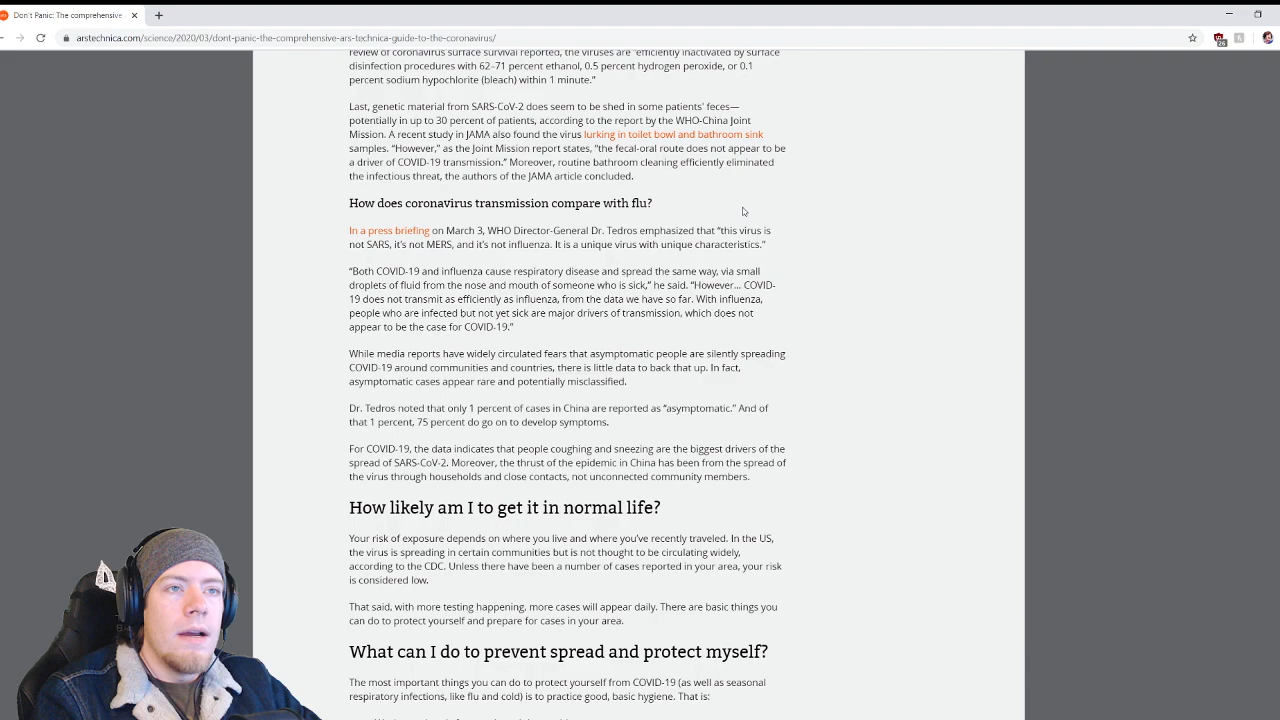 Don't Panic: The comprehensive
arstechnica.com/science/2020/03/dont-panic-the-comprehensive-ars-technica-guide-to-the-coronavirus/
26
review of coronavirus surface survival reported, the viruses are "efficiently inactivated by surface
disinfection procedures with 62–71 percent ethanol, 0.5 percent hydrogen peroxide, or 0.1
percent sodium hypochlorite (bleach) within 1 minute."
Last, genetic material from SARS-CoV-2 does seem to be shed in some patients' feces—
potentially in up to 30 percent of patients, according to the report by the WHO-China Joint
Mission. A recent study in JAMA also found the virus lurking in toilet bowl and bathroom sink
samples. "However," as the Joint Mission report states, "the fecal-oral route does not appear to be
a driver of COVID-19 transmission." Moreover, routine bathroom cleaning efficiently eliminated
the infectious threat, the authors of the JAMA article concluded.
How does coronavirus transmission compare with flu?
In a press briefing on March 3, WHO Director-General Dr. Tedros emphasized that "this virus is
not SARS, it's not MERS, and it's not influenza. It is a unique virus with unique characteristics."
"Both COVID-19 and influenza cause respiratory disease and spread the same way, via small
droplets of fluid from the nose and mouth of someone who is sick," he said. "However... COVID-
19 does not transmit as efficiently as influenza, from the data we have so far. With influenza,
people who are infected but not yet sick are major drivers of transmission, which does not
appear to be the case for COVID-19."
While media reports have widely circulated fears that asymptomatic people are silently spreading
COVID-19 around communities and countries, there is little data to back that up. In fact,
asymptomatic cases appear rare and potentially misclassified.
Dr. Tedros noted that only 1 percent of cases in China are reported as "asymptomatic." And of
that 1 percent, 75 percent do go on to develop symptoms.
For COVID-19, the data indicates that people coughing and sneezing are the biggest drivers of the
spread of SARS-CoV-2. Moreover, the thrust of the epidemic in China has been from the spread of
the virus through households and close contacts, not unconnected community members.
How likely am I to get it in normal life?
Your risk of exposure depends on where you live and where you've recently traveled. In the US,
the virus is spreading in certain communities but is not thought to be circulating widely,
according to the CDC. Unless there have been a number of cases reported in your area, your risk
is considered low.
That said, with more testing happening, more cases will appear daily. There are basic things you
can do to protect yourself and prepare for cases in your area.
What can I do to prevent spread and protect myself?
The most important things you can do to protect yourself from COVID-19 (as well as seasonal
respiratory infections, like flu and cold) is to practice good, basic hygiene. That is: